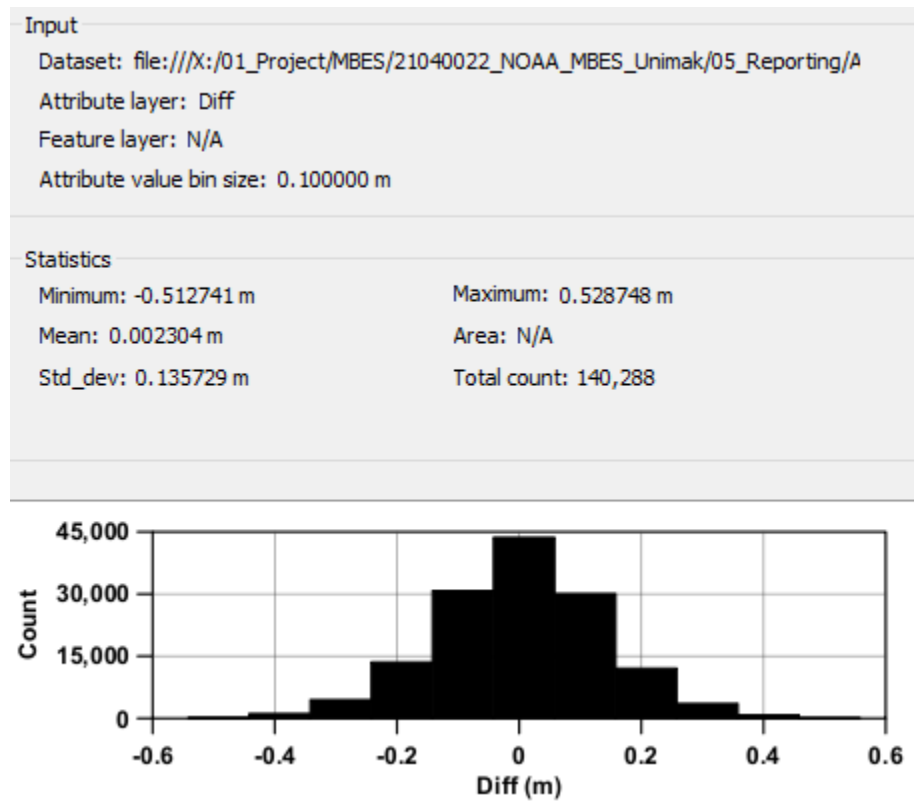 Input
Dataset: file:///X:/01_Project/MBES/21040022_NOAA_MBES_Unimak/05_Reporting/A
Attribute layer: Diff
Feature layer: N/A
Attribute value bin size: 0.100000 m
Statistics
Minimum: -0.512741 m Maximum: 0.528748 m
Mean: 0.002304 m Area: N/A
Std_dev: 0.135729 m Total count: 140,288
45,000
30,000
15,000
0
Count
-0.6 -0.4 -0.2 0 0.2 0.4 0.6
Diff (m)